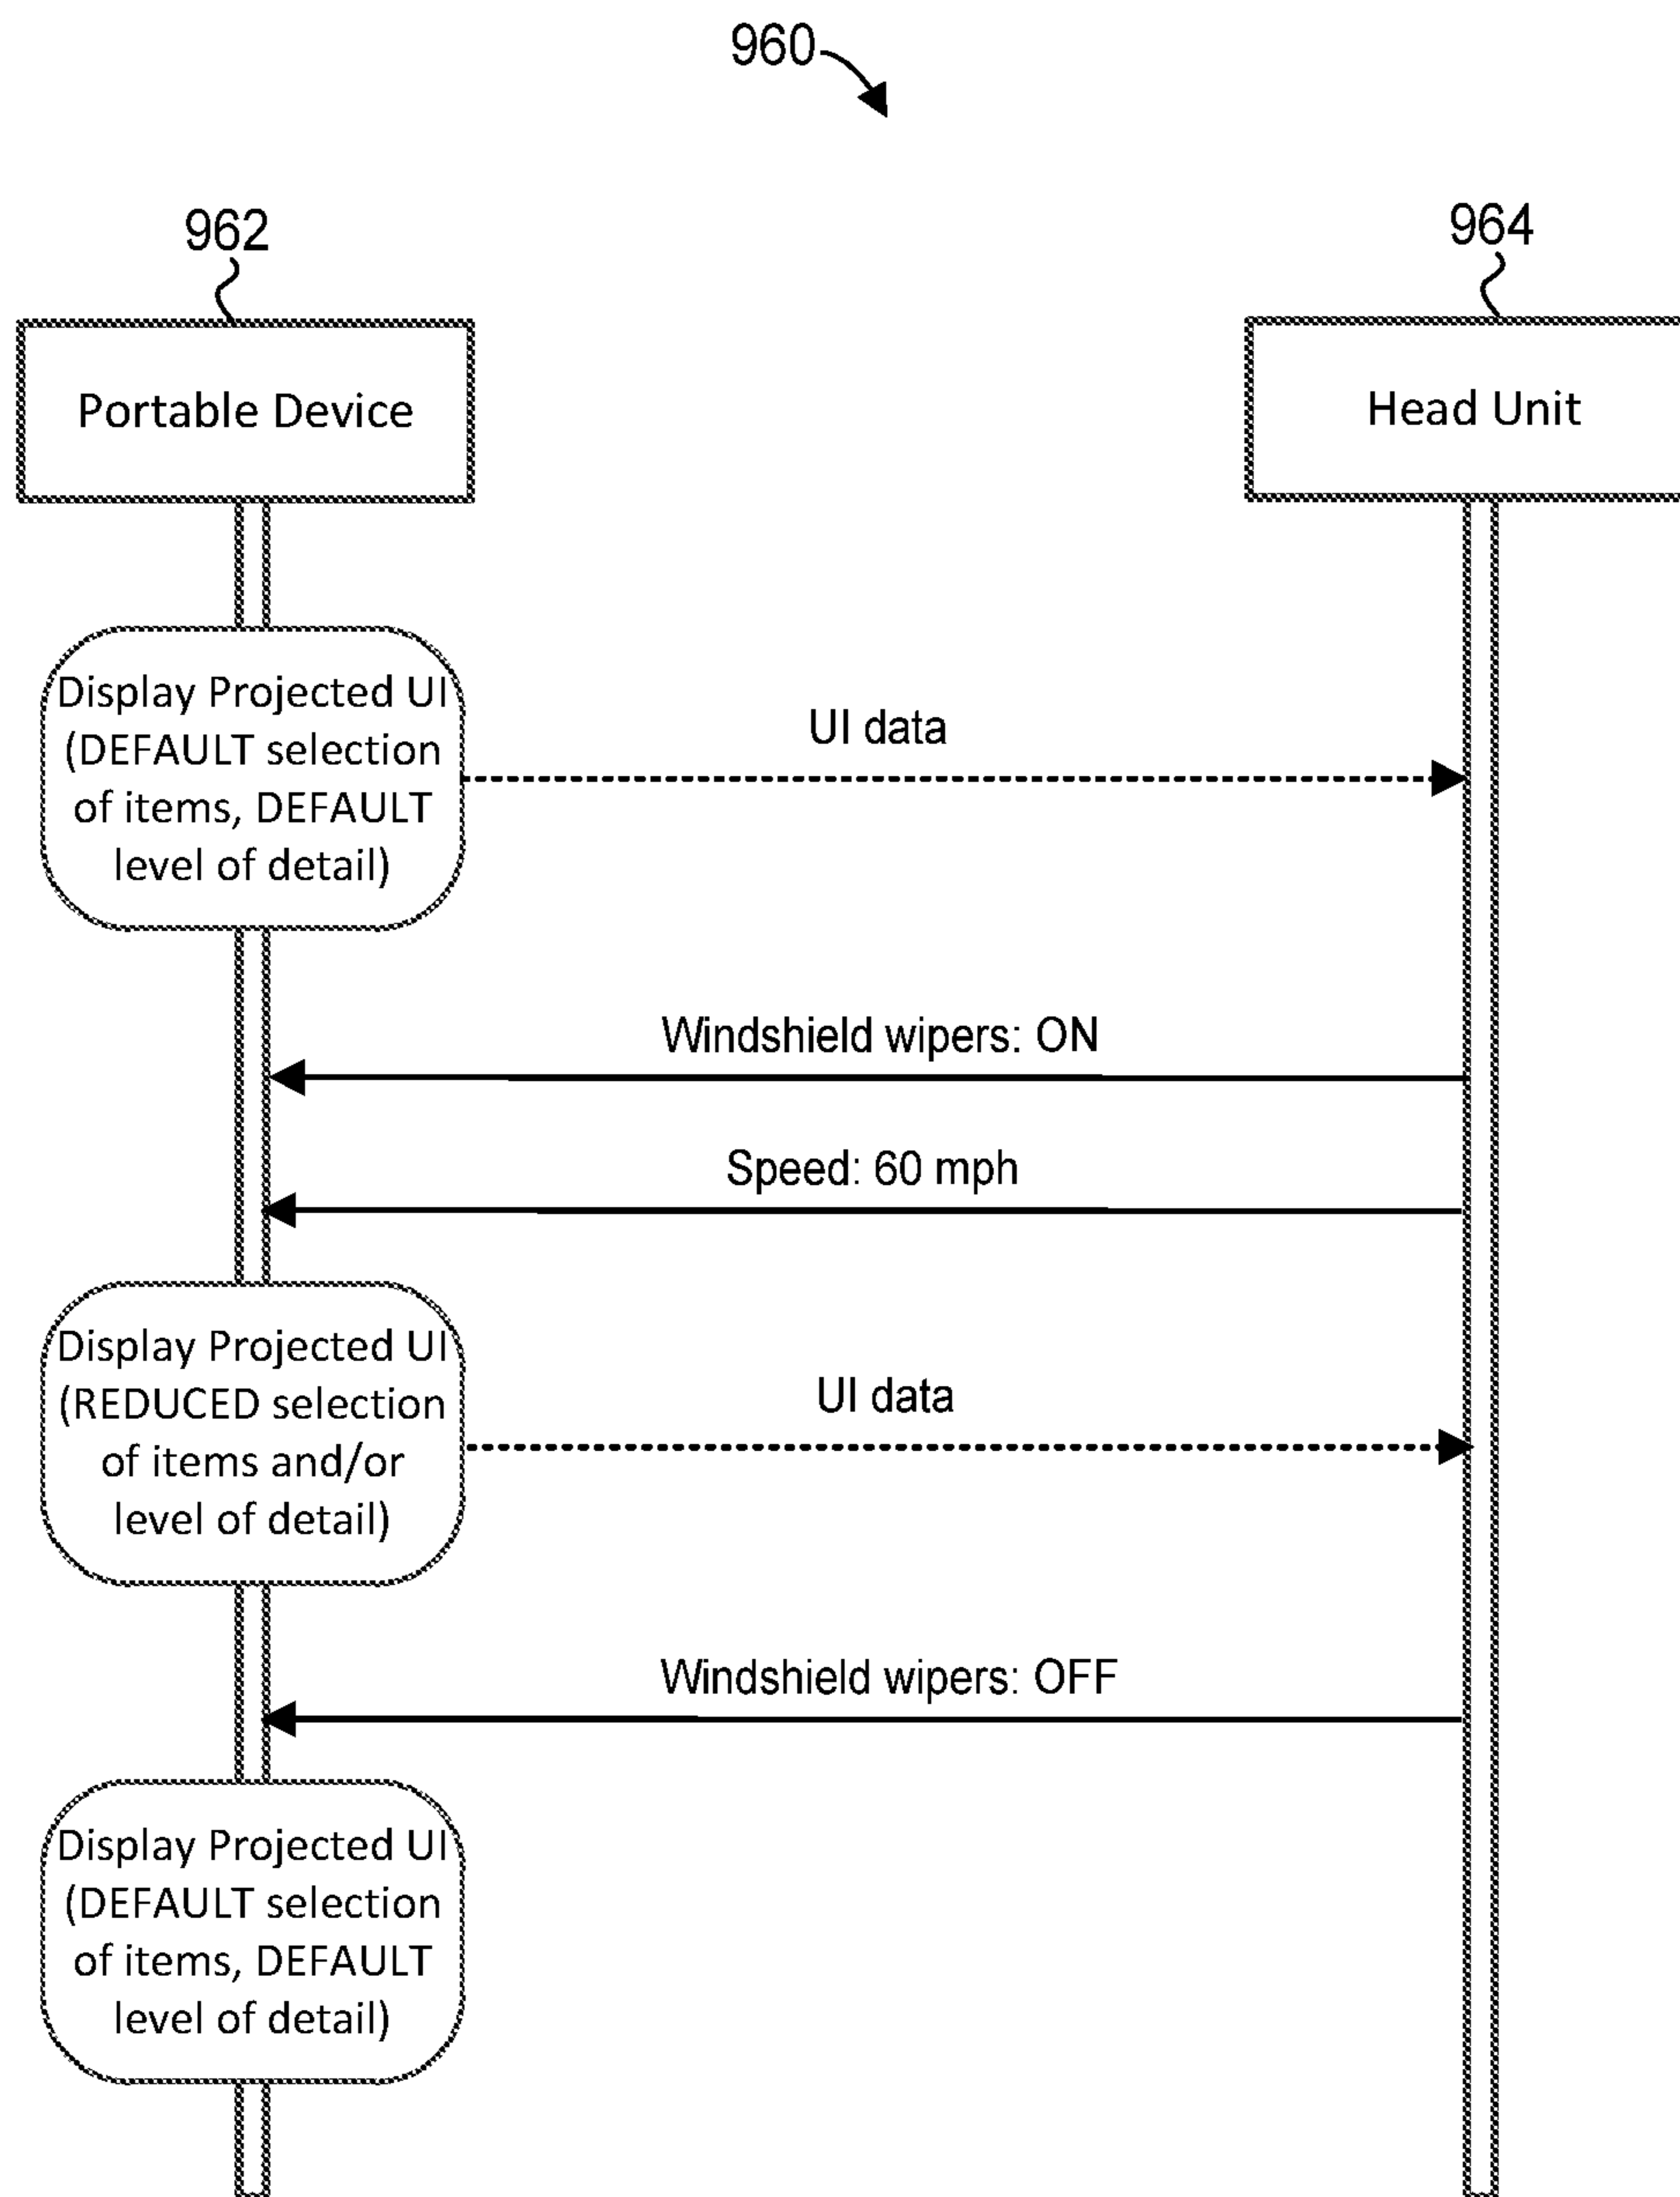 960
962
964
Portable Device
Head Unit
Display Projected UI
(DEFAULT selection
of items, DEFAULT
level of detail)
UI data
Windshield wipers: ON
Speed: 60 mph
Display Projected UI
(REDUCED selection
of items and/or
level of detail)
UI data
Windshield wipers: OFF
Display Projected UI
(DEFAULT selection
of items, DEFAULT
level of detail)